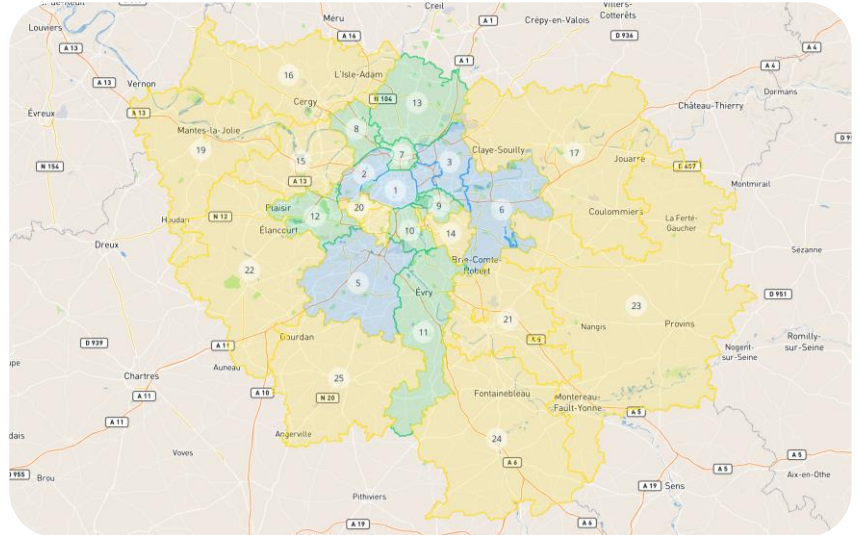 Creil
Villers-
Cotterêts
Louviers
Méru
A 1
Crépy-en-Valois
A 16
D 936
A 13
A 4
A 1
A 4
L'Isle-Adam
16
Vernon
A 13
Dormans
Cergy
N 104
13
Château-Thierry
Évreux
A 13
Mantes-la-Jolie
8
19
7
Claye-Souilly
17
Jouarre
N 154
15
3
D 407
A 13
2
Montmirail
1
Plaisir
20
9
6
Houdan
N 12
12
Coulommiers
La Ferté-
Gaucher
Élancourt
10
14
Dreux
Sézanne
Brie-Comte-
Robert
22
5
Évry
D 951
23
21
Nangis
Provins
11
Dourdan
A 5
D 939
A 11
Romilly-
sur-Seine
Nogent-
sur-Seine
Auneau
Chartres
25
A 10
Fontainebleau
Montereau-
Fault-Yonne
N 20
A 11
A 5
Angerville
24
Voves
A 5
A 6
A 5
D 955
Brou
Aix-en-Othe
A 19
Sens
Pithiviers
A 19
A 6